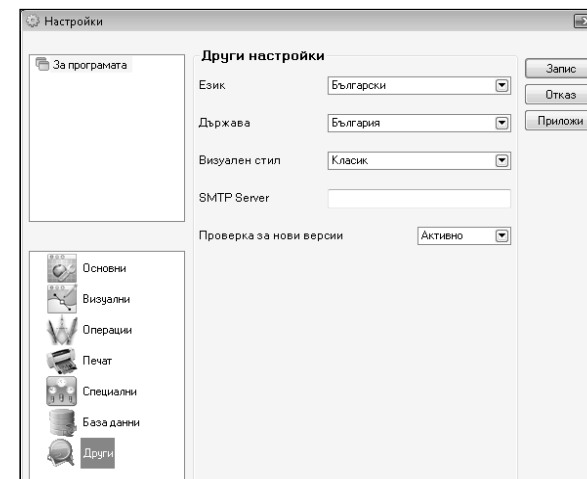 Настройки
За програмата
Други настройки
Език
Български
Държава
България
Визуален стил
Класик
SMTP Server
Проверка за нови версии
Активно
Запис
Отказ
Приложи
Основни
Визуални
Операции
Печат
Специални
База данни
Други